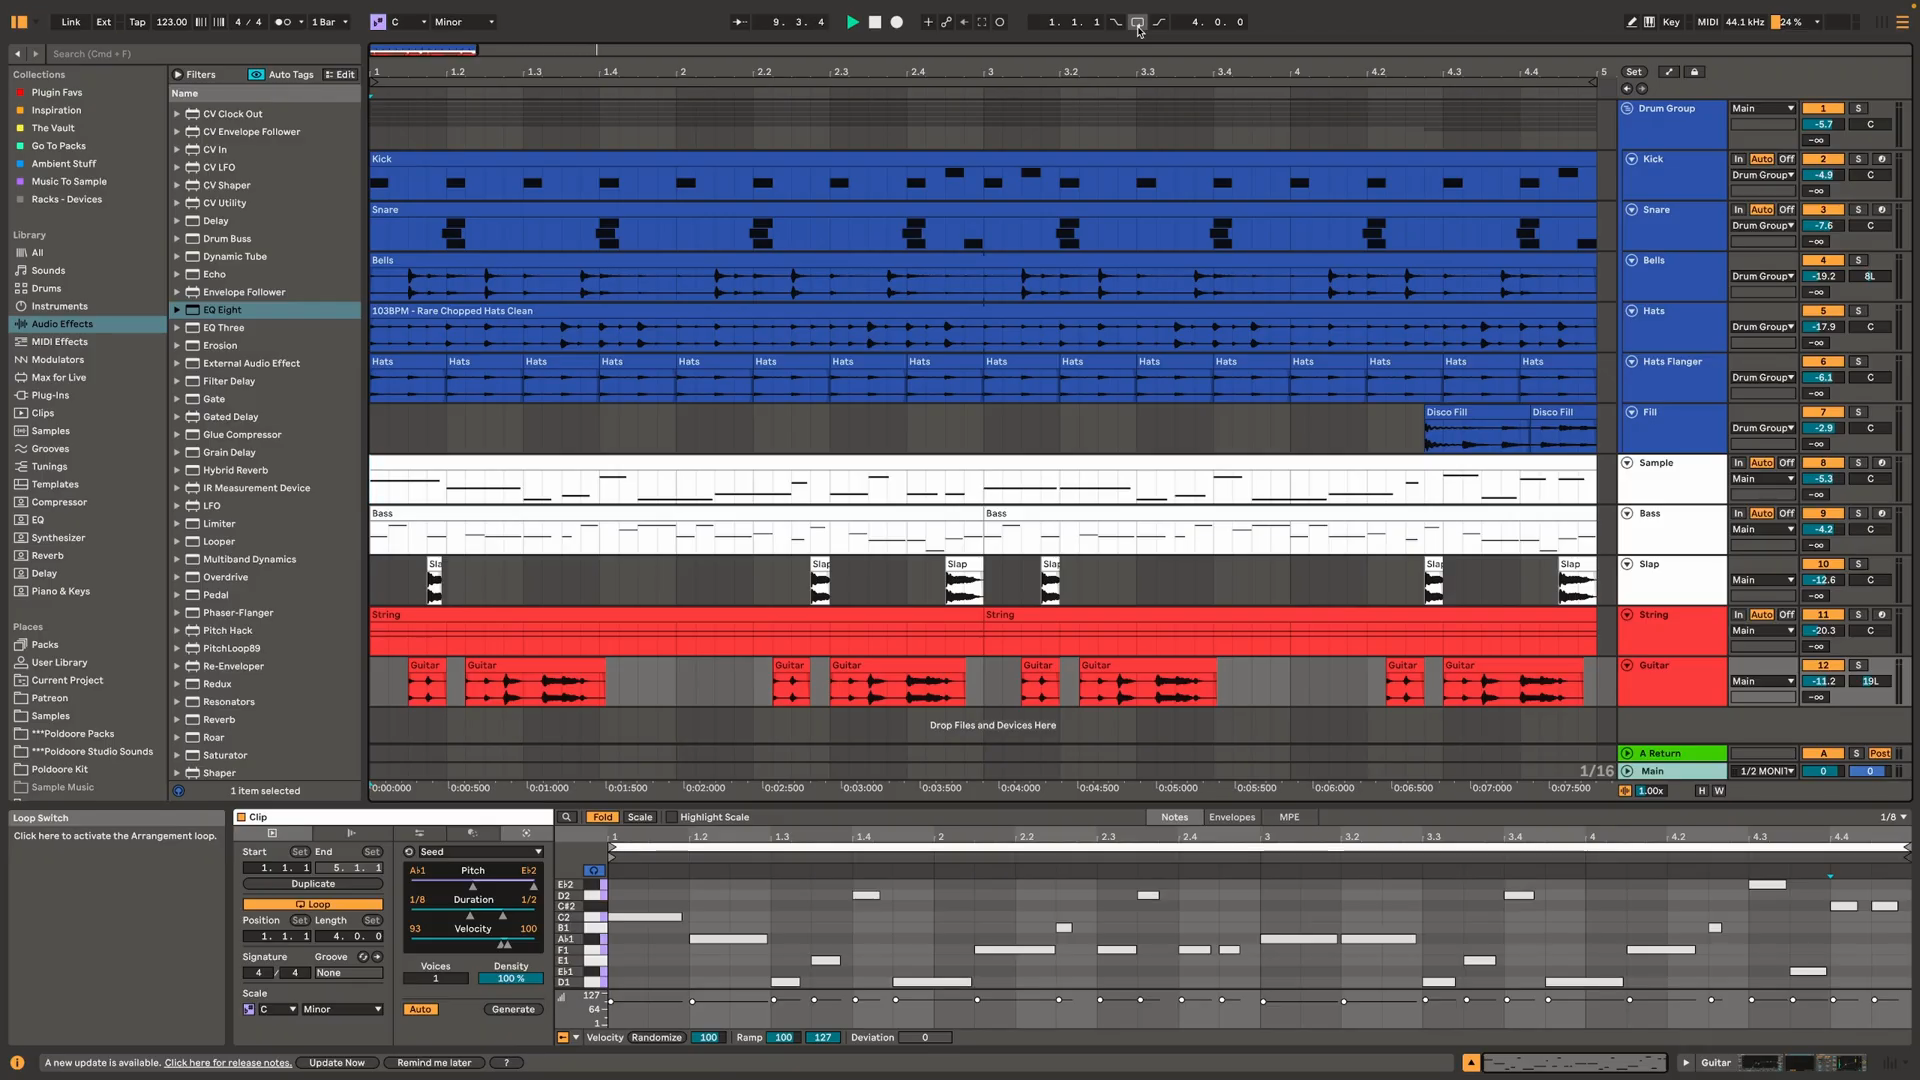 Link Ext Tap 123.00 4 / 4 1 Bar C Minor 9. 3. 4 1. 1. 1 4. 0. 0 Key MIDI 44.1 kHz 24 %
Search (Cmd + F)
Collections
Plugin Favs
Inspiration
The Vault
Go To Packs
Ambient Stuff
Music To Sample
Racks - Devices
Library
All
Sounds
Drums
Instruments
Audio Effects
MIDI Effects
Modulators
Max for Live
Plug-Ins
Clips
Samples
Grooves
Tunings
Templates
Compressor
EQ
Synthesizer
Reverb
Delay
Piano & Keys
Places
Packs
User Library
Current Project
Patreon
Samples
***Poldoore Packs
***Poldoore Studio Sounds
Poldoore Kit
Sample Music
Filters Auto Tags Edit
Name
CV Clock Out
CV Envelope Follower
CV In
CV LFO
CV Shaper
CV Utility
Delay
Drum Buss
Dynamic Tube
Echo
Envelope Follower
EQ Eight
EQ Three
Erosion
External Audio Effect
Filter Delay
Gate
Gated Delay
Glue Compressor
Grain Delay
Hybrid Reverb
IR Measurement Device
LFO
Limiter
Looper
Multiband Dynamics
Overdrive
Pedal
Phaser-Flanger
Pitch Hack
PitchLoop89
Re-Enveloper
Redux
Resonators
Reverb
Roar
Saturator
Shaper
1 item selected
1 1.2 1.3 1.4 2 2.2 2.3 2.4 3 3.2 3.3 3.4 4 4.2 4.3 4.4 5 Set
Drum Group Main 1 S
-5.7 C
-∞
Kick Kick In Auto Off 2 S
Drum Group -4.9 C
-∞
Snare Snare In Auto Off 3 S
Drum Group -7.6 C
-∞
Bells Bells 4 S
Drum Group -19.2 8L
-∞
103BPM - Rare Chopped Hats Clean Hats 5 S
Drum Group -17.9 C
-∞
Hats Hats Hats Hats Hats Hats Hats Hats Hats Hats Hats Hats Hats Hats Hats Hats Hats Flanger 6 S
Drum Group -6.1 C
-∞
Disco Fill Disco Fill Fill 7 S
Drum Group -2.9 C
-∞
Sample In Auto Off 8 S
Main -5.3 C
-∞
Bass Bass Bass In Auto Off 9 S
Main -4.2 C
-∞
Sla Slap Slap Slap Slap Slap Slap 10 S
Main -12.6 C
-∞
String String String In Auto Off 11 S
Main -20.3 C
-∞
Guitar Guitar Guitar Guitar Guitar Guitar Guitar Guitar Guitar 12 S
Main -11.2 19L
-∞
Drop Files and Devices Here
A Return A S Post
1/16 Main 1/2 MONIT 0 0
0:00:000 0:00:500 0:01:000 0:01:500 0:02:000 0:02:500 0:03:000 0:03:500 0:04:000 0:04:500 0:05:000 0:05:500 0:06:000 0:06:500 0:07:000 0:07:500 1.00x H W
Loop Switch
Click here to activate the Arrangement loop.
Clip
Start Set End Set
1. 1. 1 5. 1. 1
Duplicate
Loop
Position Set Length Set
1. 1. 1 4. 0. 0
Signature Groove
4 / 4 None
Scale
C Minor
Seed
A♭1 Pitch E♭2
1/8 Duration 1/2
93 Velocity 100
Voices Density
1 100 %
Auto Generate
Fold Scale Highlight Scale Notes Envelopes MPE 1/8
1 1.2 1.3 1.4 2 2.2 2.3 2.4 3 3.2 3.3 3.4 4 4.2 4.3 4.4
E♭2
D2
C#2
C2
B1
A♭1
F1
E1
E♭1
D1
127
64
1
Velocity Randomize 100 Ramp 100 127 Deviation 0
A new update is available. Click here for release notes. Update Now Remind me later ? Guitar